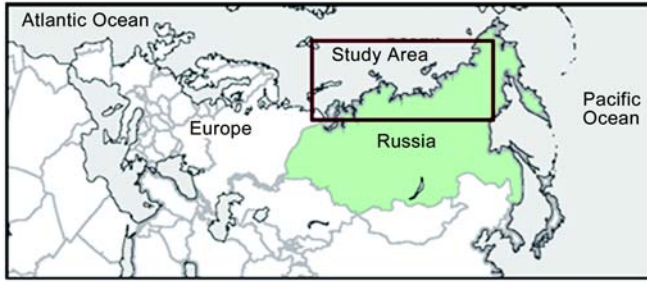 Atlantic Ocean
Study Area
Europe
Russia
Pacific
Ocean